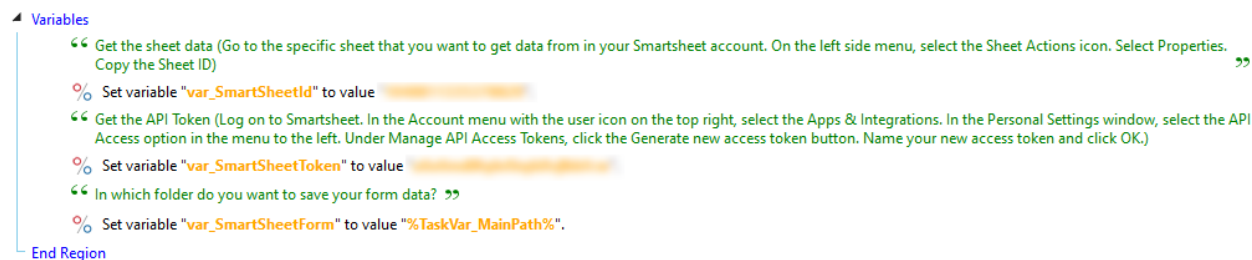 Variables
“ Get the sheet data (Go to the specific sheet that you want to get data from in your Smartsheet account. On the left side menu, select the Sheet Actions icon. Select Properties.
Copy the Sheet ID) ”
Set variable "var_SmartSheetId" to value "
“ Get the API Token (Log on to Smartsheet. In the Account menu with the user icon on the top right, select the Apps & Integrations. In the Personal Settings window, select the API
Access option in the menu to the left. Under Manage API Access Tokens, click the Generate new access token button. Name your new access token and click OK.)
Set variable "var_SmartSheetToken" to value "
“ In which folder do you want to save your form data? ”
Set variable "var_SmartSheetForm" to value "%TaskVar_MainPath%".
End Region